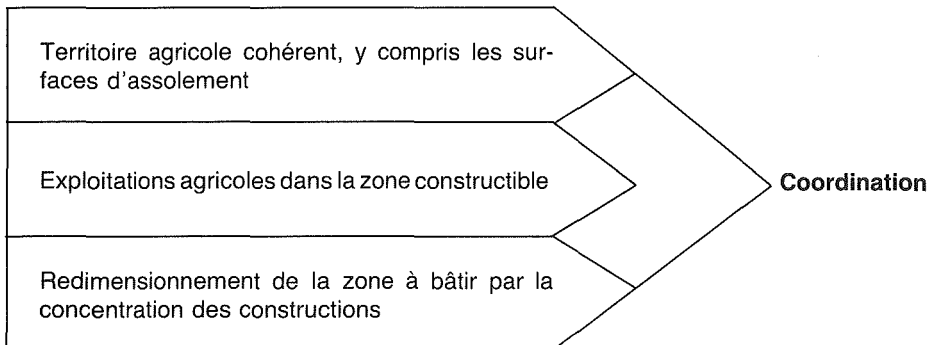 Territoire agricole cohérent, y compris les sur-
faces d'assolement
Exploitations agricoles dans la zone constructible
Coordination
Redimensionnement de la zone à bâtir par la
concentration des constructions